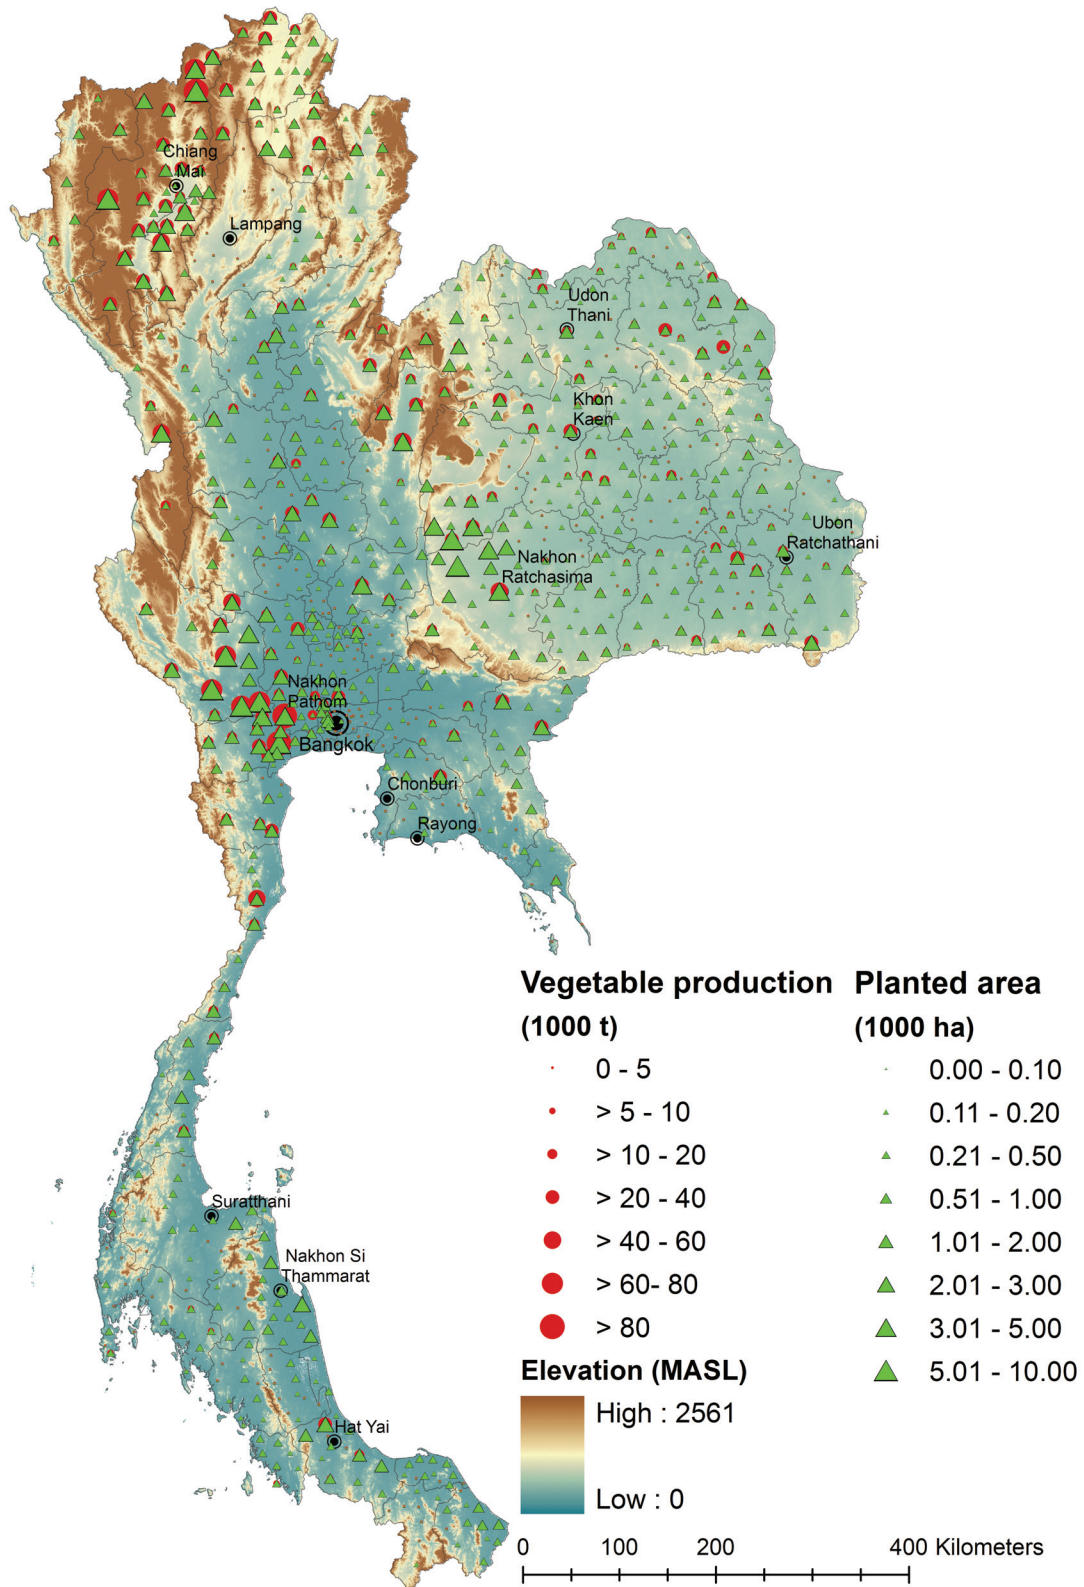 Chiang
Mai
Lampang
Udon
Thani
Khon
Kaen
Ubon
Ratchathani
Nakhon
Ratchasima
Nakhon
Pathom
Bangkok
Chonburi
Rayong
Suratthani
Nakhon Si
Thammarat
Hat Yai
Vegetable production
(1000 t)
0 - 5
> 5 - 10
> 10 - 20
> 20 - 40
> 40 - 60
> 60- 80
> 80
Planted area
(1000 ha)
0.00 - 0.10
0.11 - 0.20
0.21 - 0.50
0.51 - 1.00
1.01 - 2.00
2.01 - 3.00
3.01 - 5.00
5.01 - 10.00
Elevation (MASL)
High : 2561
Low : 0
0 100 200 400 Kilometers